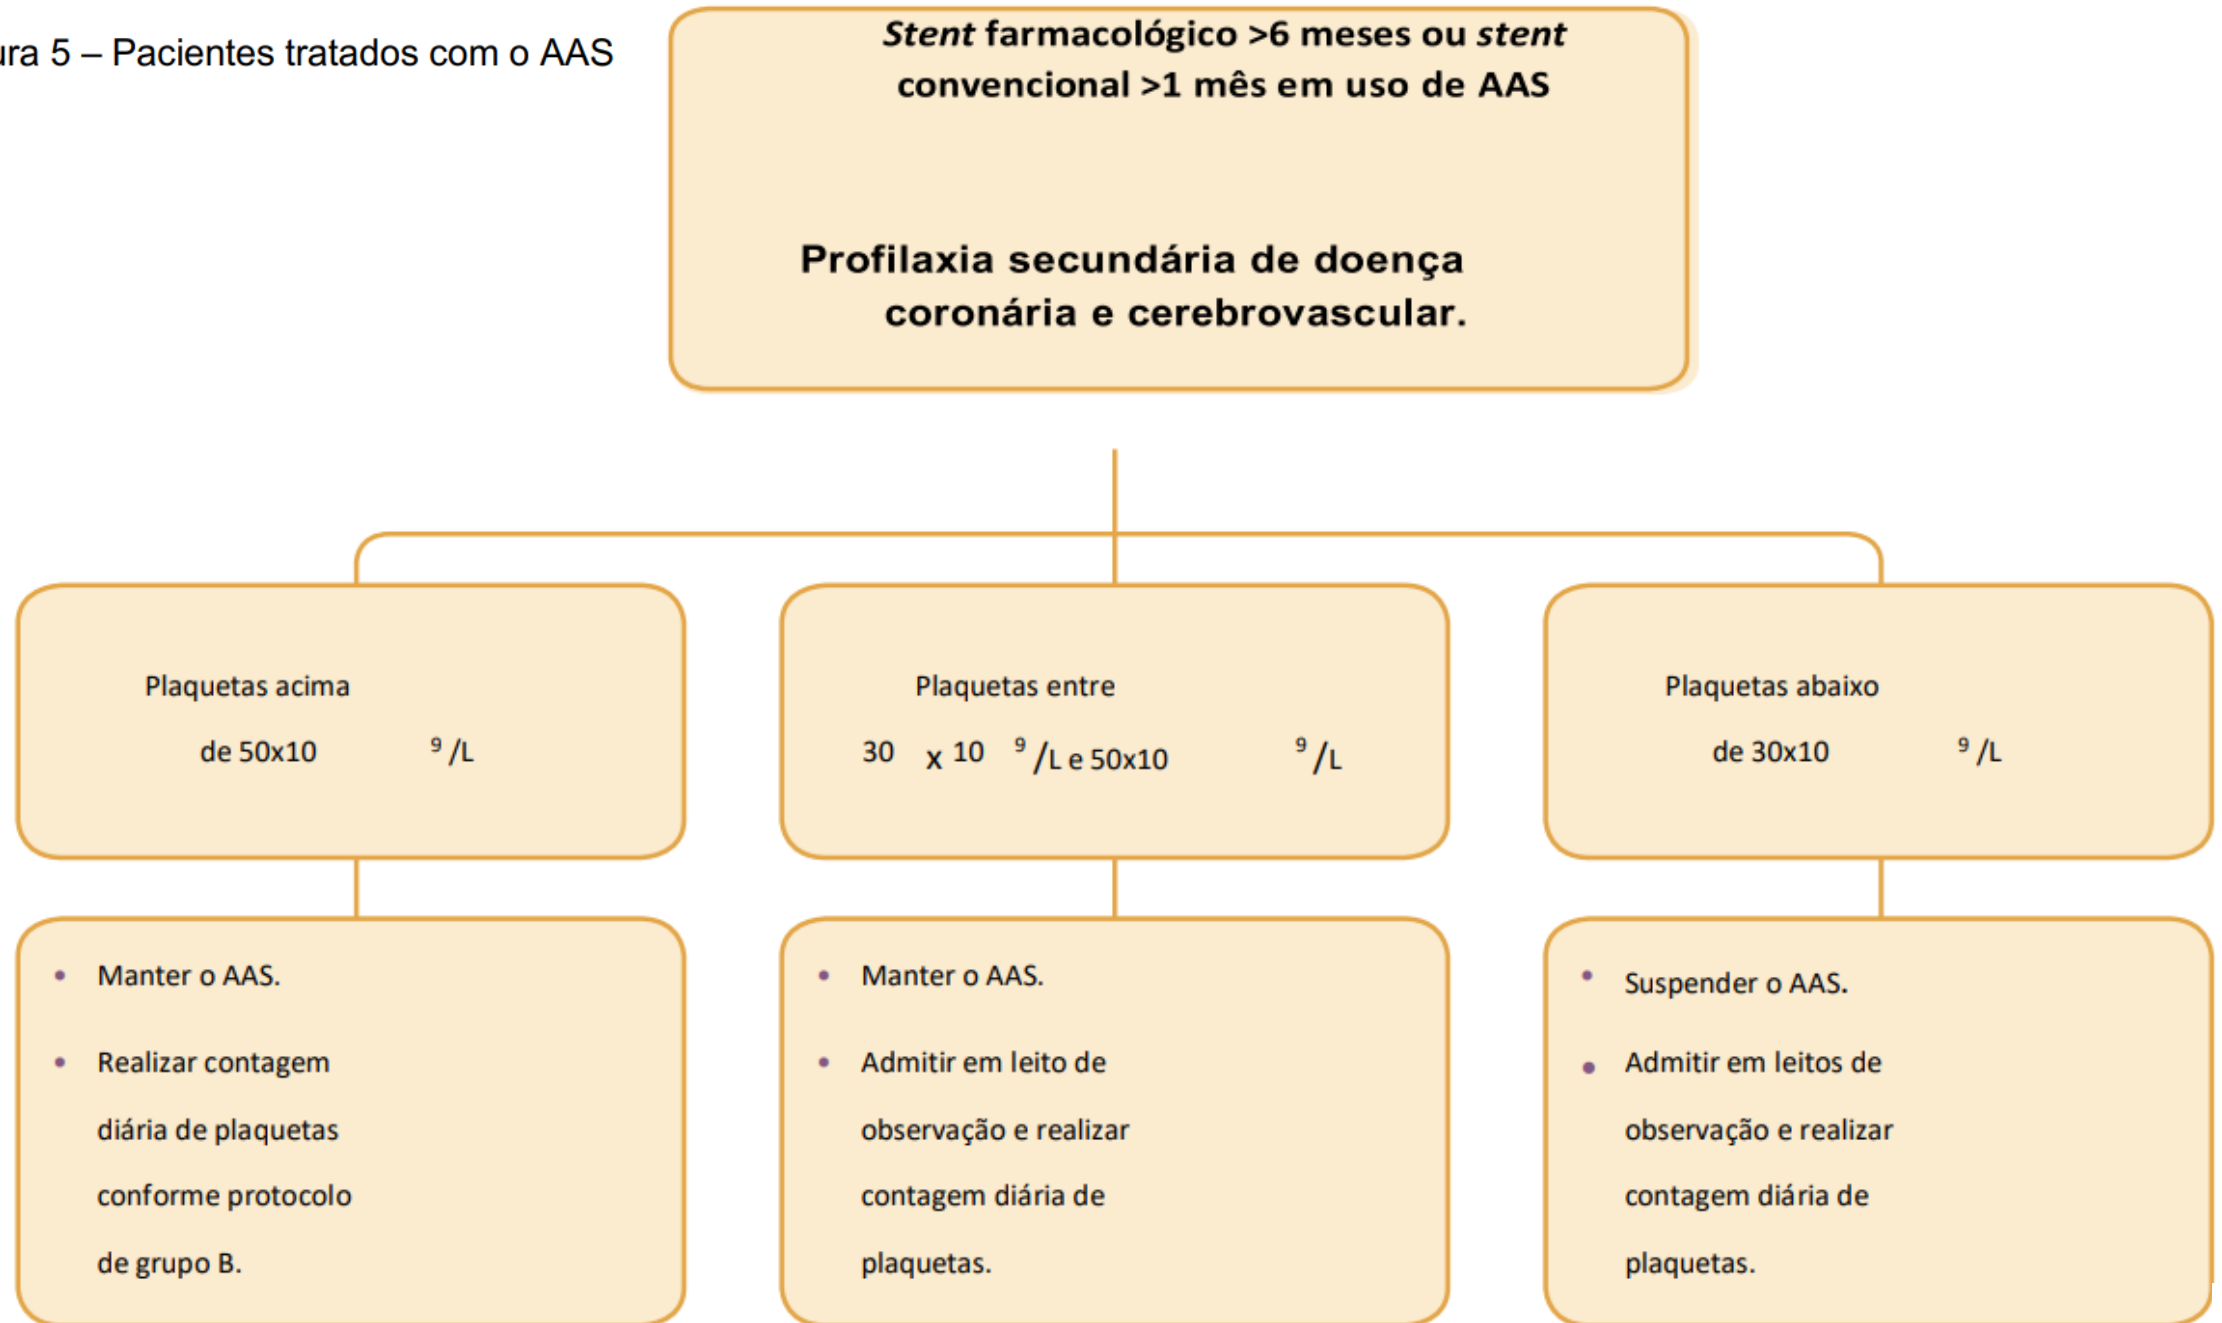 ura 5 – Pacientes tratados com o AAS
Stent farmacológico >6 meses ou stent
convencional >1 mês em uso de AAS
Profilaxia secundária de doença
coronária e cerebrovascular.
Plaquetas acima
de 50x10 ⁹ /L
Plaquetas entre
30 x 10 ⁹ /L e 50x10 ⁹ /L
Plaquetas abaixo
de 30x10 ⁹ /L
• Manter o AAS.
• Realizar contagem
diária de plaquetas
conforme protocolo
de grupo B.
• Manter o AAS.
• Admitir em leito de
observação e realizar
contagem diária de
plaquetas.
• Suspender o AAS.
• Admitir em leitos de
observação e realizar
contagem diária de
plaquetas.